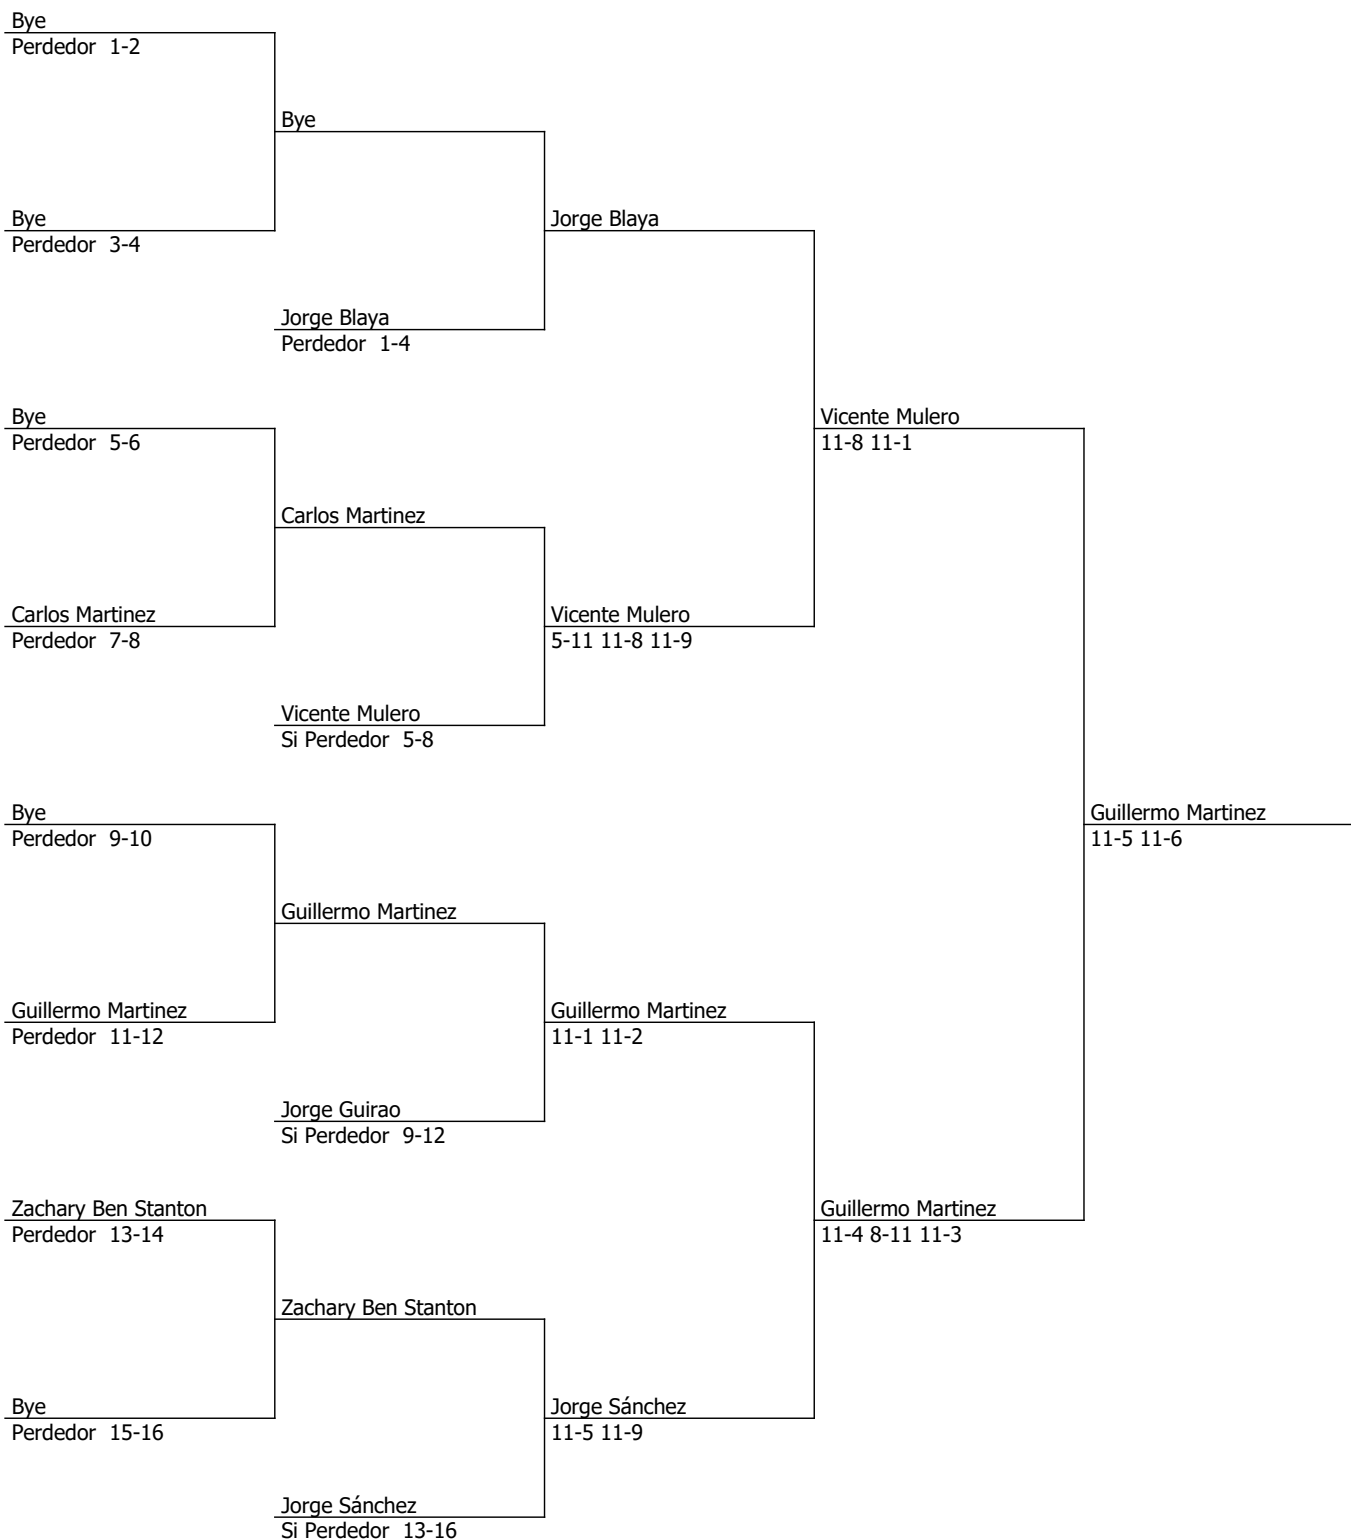 Bye
Perdedor  1-2
Bye
Bye
Perdedor  3-4
Jorge Blaya
Jorge Blaya
Perdedor  1-4
Bye
Perdedor  5-6
Vicente Mulero
11-8 11-1
Carlos Martinez
Carlos Martinez
Perdedor  7-8
Vicente Mulero
5-11 11-8 11-9
Vicente Mulero
Si Perdedor  5-8
Bye
Perdedor  9-10
Guillermo Martinez
11-5 11-6
Guillermo Martinez
Guillermo Martinez
Perdedor  11-12
Guillermo Martinez
11-1 11-2
Jorge Guirao
Si Perdedor  9-12
Zachary Ben Stanton
Perdedor  13-14
Guillermo Martinez
11-4 8-11 11-3
Zachary Ben Stanton
Bye
Perdedor  15-16
Jorge Sánchez
11-5 11-9
Jorge Sánchez
Si Perdedor  13-16